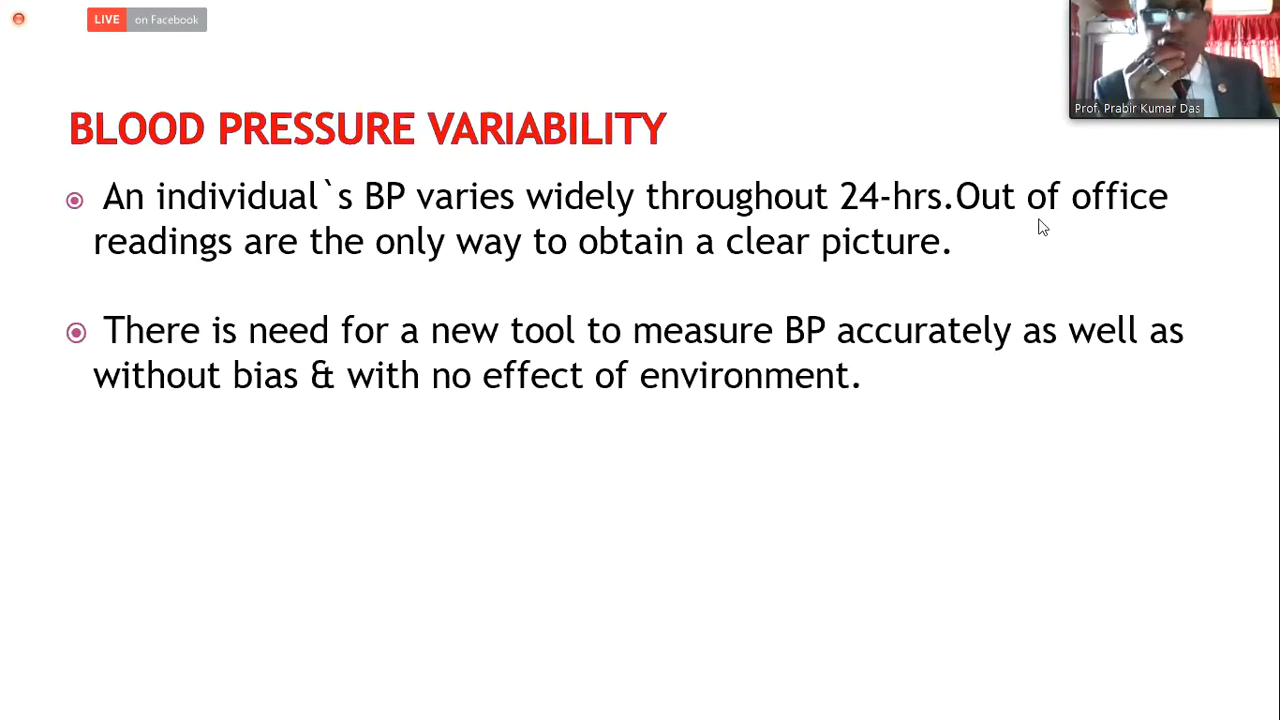 LIVE on Facebook
Prof. Prabir Kumar Das
BLOOD PRESSURE VARIABILITY
An individual`s BP varies widely throughout 24-hrs.Out of office
readings are the only way to obtain a clear picture.
There is need for a new tool to measure BP accurately as well as
without bias & with no effect of environment.